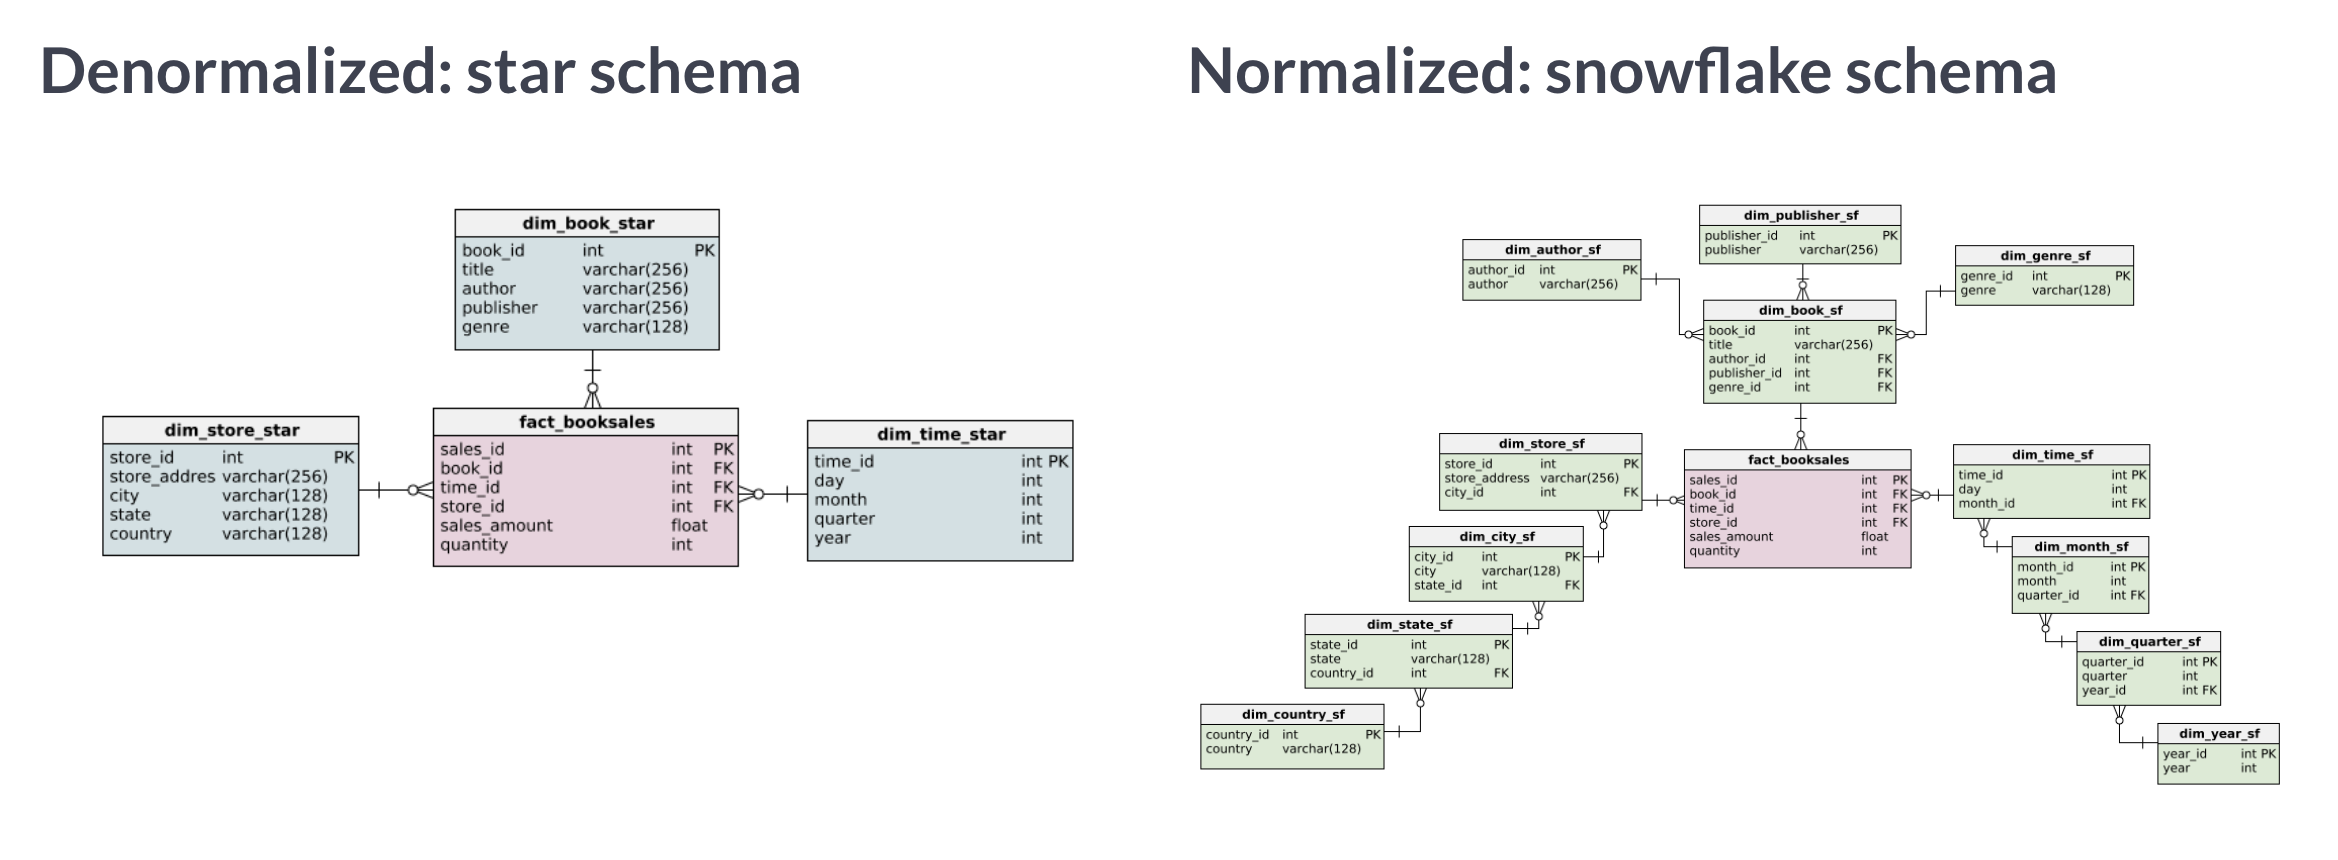 Denormalized: star schema
dim_book_star
book_id int PK
title varchar(256)
author varchar(256)
publisher varchar(256)
genre varchar(128)
dim_store_star
store_id int PK
store_addres varchar(256)
city varchar(128)
state varchar(128)
country varchar(128)
fact_booksales
sales_id int PK
book_id int FK
time_id int FK
store_id int FK
sales_amount float
quantity int
dim_time_star
time_id int PK
day int
month int
quarter int
year int
Normalized: snowflake schema
dim_publisher_sf
publisher_id int PK
publisher varchar(256)
dim_author_sf
author_id int PK
author varchar(256)
dim_genre_sf
genre_id int PK
genre varchar(128)
dim_book_sf
book_id int PK
title varchar(256)
author_id int FK
publisher_id int FK
genre_id int FK
dim_store_sf
store_id int PK
store_address varchar(256)
city_id int FK
fact_booksales
sales_id int PK
book_id int FK
time_id int FK
store_id int FK
sales_amount float
quantity int
dim_time_sf
time_id int PK
day int
month_id int FK
dim_city_sf
city_id int PK
city varchar(128)
state_id int FK
dim_month_sf
month_id int PK
month int
quarter_id int FK
dim_state_sf
state_id int PK
state varchar(128)
country_id int FK
dim_quarter_sf
quarter_id int PK
quarter int
year_id int FK
dim_country_sf
country_id int PK
country varchar(128)
dim_year_sf
year_id int PK
year int